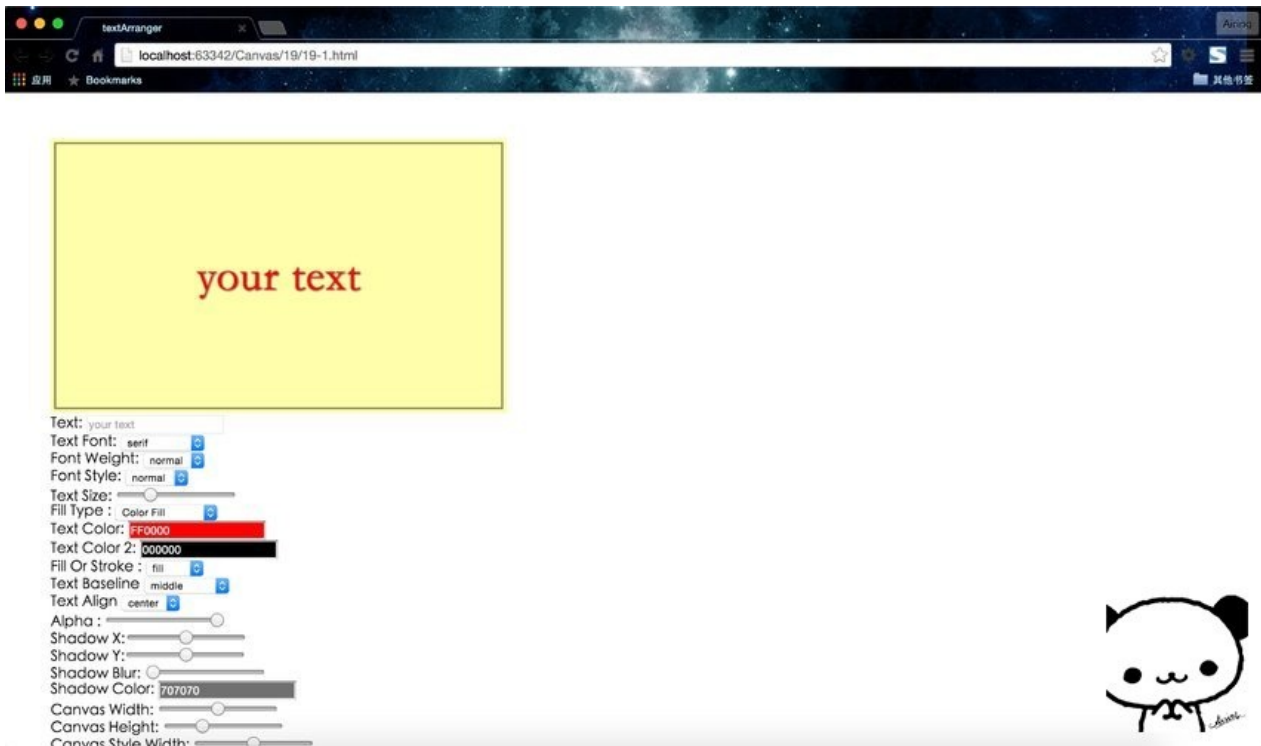 textArranger
Airing
localhost:63342/Canvas/19/19-1.html
应用 Bookmarks 其他书签
your text
Text: your text
Text Font: serif
Font Weight: normal
Font Style: normal
Text Size:
Fill Type : Color Fill
Text Color: FF0000
Text Color 2: 000000
Fill Or Stroke : fill
Text Baseline middle
Text Align center
Alpha :
Shadow X:
Shadow Y:
Shadow Blur:
Shadow Color: 707070
Canvas Width:
Canvas Height:
Canvas Style Width: